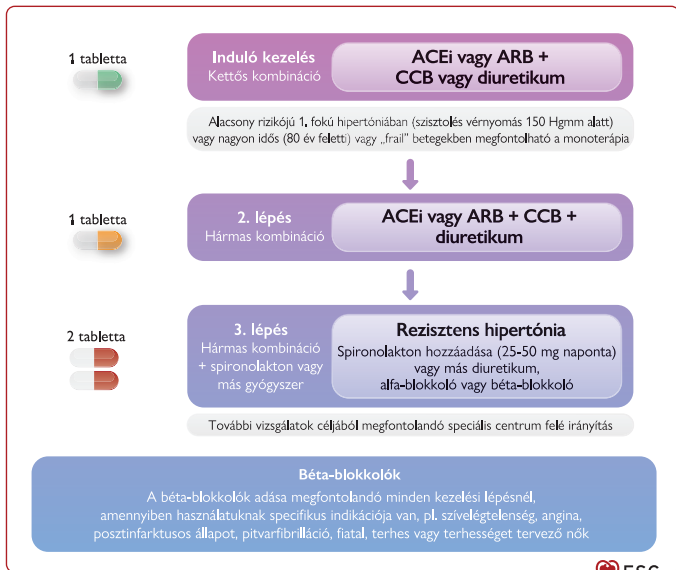 1 tabletta
Induló kezelés
Kettős kombináció
ACEi vagy ARB +
CCB vagy diuretikum
Alacsony rizikójú 1. fokú hipertóniában (szisztolés vérnyomás 150 Hgmm alatt)
vagy nagyon idős (80 év feletti) vagy „frail” betegekben megfontolható a monoterápia
1 tabletta
2. lépés
Hármas kombináció
ACEi vagy ARB + CCB +
diuretikum
2 tabletta
3. lépés
Hármas kombináció
+ spironolakton vagy
más gyógyszer
Rezisztens hipertónia
Spironolakton hozzáadása (25-50 mg naponta)
vagy más diuretikum,
alfa-blokkoló vagy béta-blokkoló
További vizsgálatok céljából megfontolandó speciális centrum felé irányítás
Béta-blokkolók
A béta-blokkolók adása megfontolandó minden kezelési lépésnél,
amennyiben használatuknak specifikus indikációja van, pl. szívelégtelenség, angina,
posztinfarktusos állapot, pitvarfibrilláció, fiatal, terhes vagy terhességet tervező nők
ESC